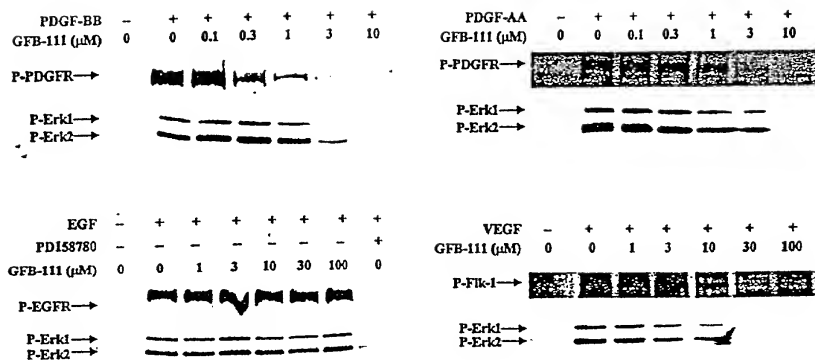 PDGF-BB – + + + + + +
GFB-111 (μM) 0 0 0.1 0.3 1 3 10
P-PDGFR→
P-Erk1→
P-Erk2→
PDGF-AA – + + + + + +
GFB-111 (μM) 0 0 0.1 0.3 1 3 10
P-PDGFR→
P-Erk1→
P-Erk2→
EGF – + + + + + + +
PD158780 – – – – – – – +
GFB-111 (μM) 0 0 1 3 10 30 100 0
P-EGFR→
P-Erk1→
P-Erk2→
VEGF – + + + + + +
GFB-111 (μM) 0 0 1 3 10 30 100
P-Flk-1→
P-Erk1→
P-Erk2→